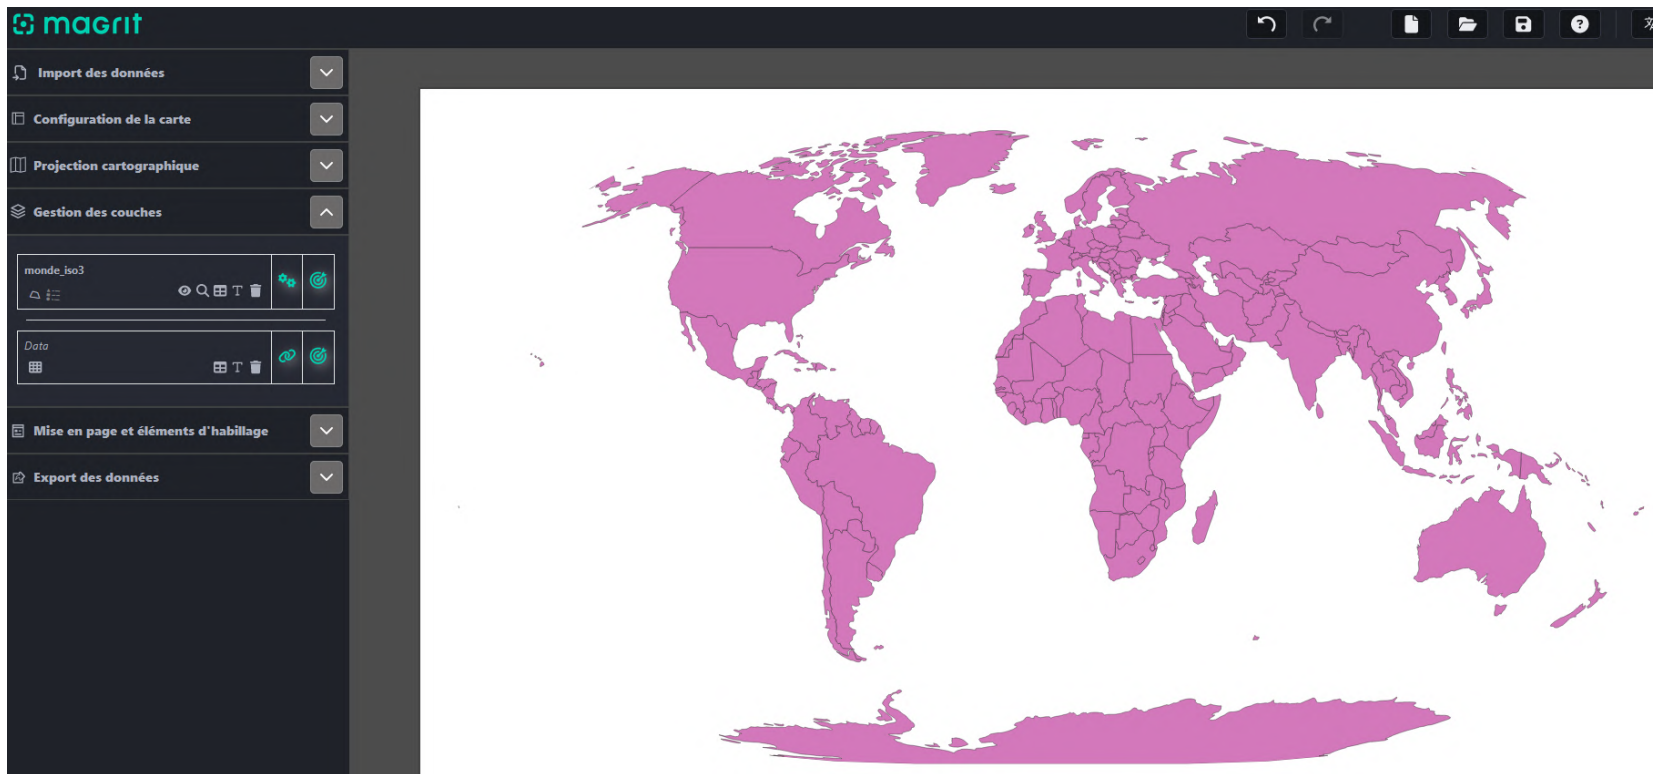 magrit
Import des données
Configuration de la carte
Projection cartographique
Gestion des couches
monde_iso3
Data
Mise en page et éléments d'habillage
Export des données